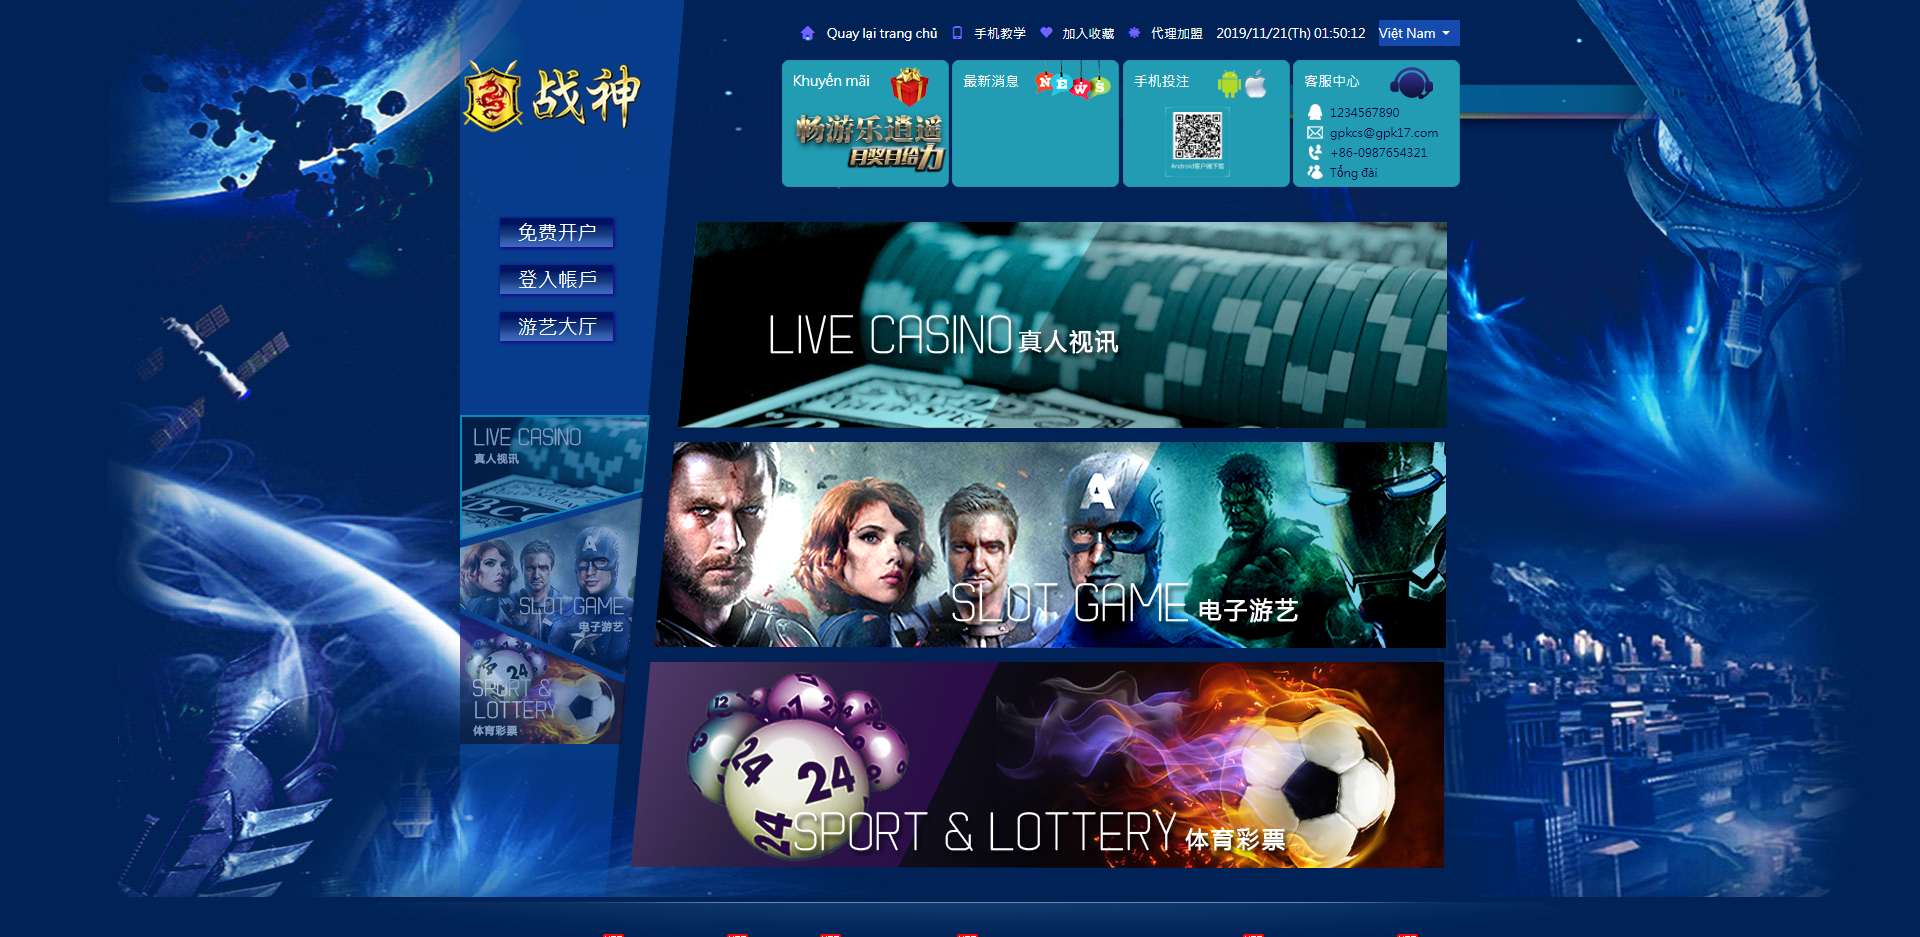 Quay lại trang chủ 手机教学 加入收藏 代理加盟 2019/11/21(Th) 01:50:12 Việt Nam
战神
Khuyến mãi
畅游乐逍遥
月奖月给力
最新消息
NEWS
手机投注
Android客户端下载
客服中心
1234567890
gpkcs@gpk17.com
+86-0987654321
Tổng đài
免费开户
登入帳戶
游艺大厅
LIVE CASINO
真人视讯
SLOT GAME
电子游艺
SPORT &
LOTTERY
体育彩票
LIVE CASINO 真人视讯
A
SLOT GAME 电子游艺
12
24
24
24
SPORT & LOTTERY 体育彩票